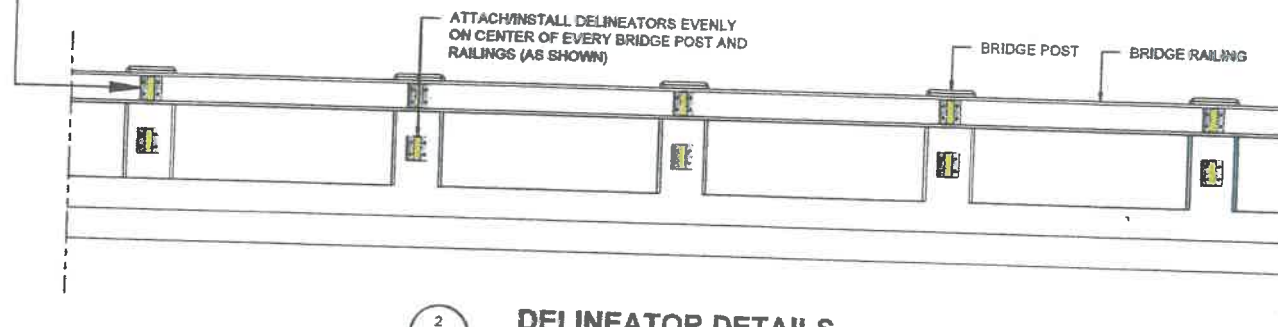 ATTACH/INSTALL DELINEATORS EVENLY
ON CENTER OF EVERY BRIDGE POST AND
RAILINGS (AS SHOWN)
BRIDGE POST
BRIDGE RAILING
2
DELINEATOR DETAILS